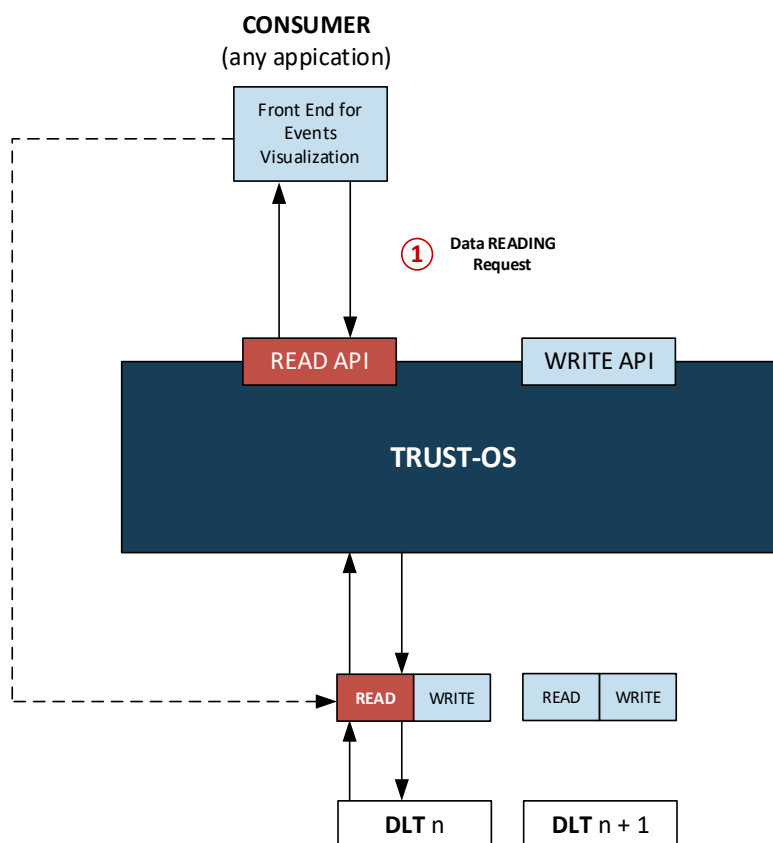 CONSUMER
(any appication)
Front End for
Events
Visualization
1
Data READING
Request
READ API
WRITE API
TRUST-OS
READ
WRITE
READ
WRITE
DLT n
DLT n + 1